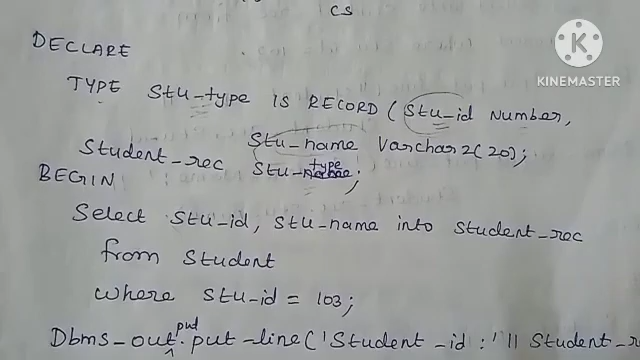 CS
DECLARE
KINEMASTER
TYPE Stu-type IS RECORD (Stu-id Number,
Stu-name Varchar2(20);
Student-rec Stu-type;
BEGIN
Select Stu-id, Stu-name into Student-rec
from Student
where Stu-id = 103;
Dbms-output.put-line('Student-id:' || Student-r